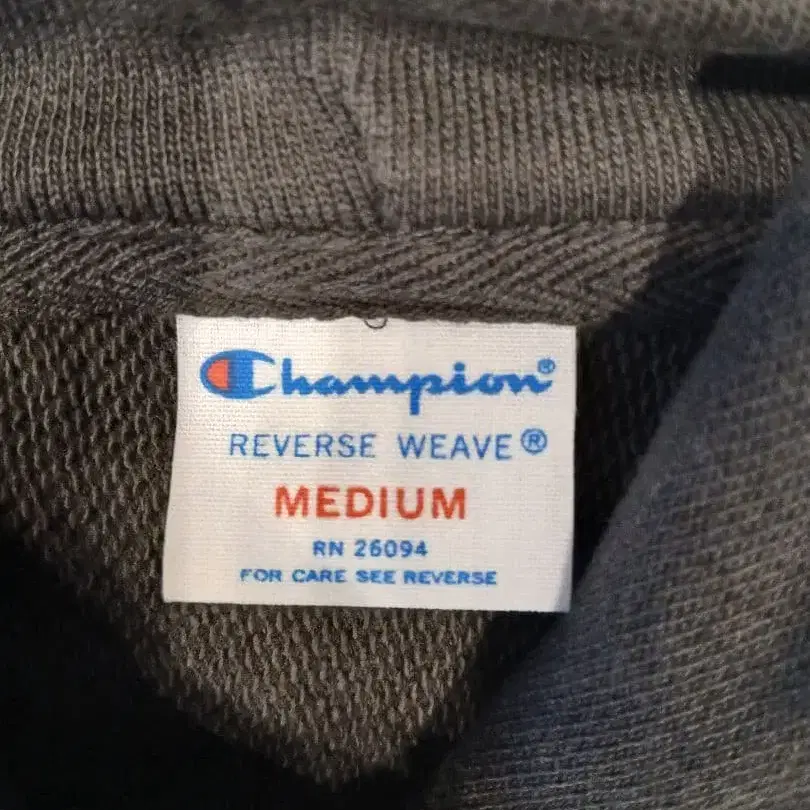 Champion®
REVERSE WEAVE®
MEDIUM
RN 26094
FOR CARE SEE REVERSE